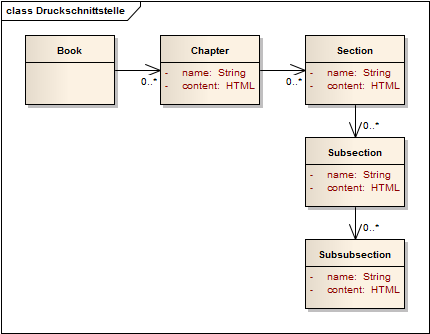 class Druckschnittstelle
Book
Chapter
- name: String
- content: HTML
0..*
Section
- name: String
- content: HTML
0..*
0..*
Subsection
- name: String
- content: HTML
0..*
Subsubsection
- name: String
- content: HTML